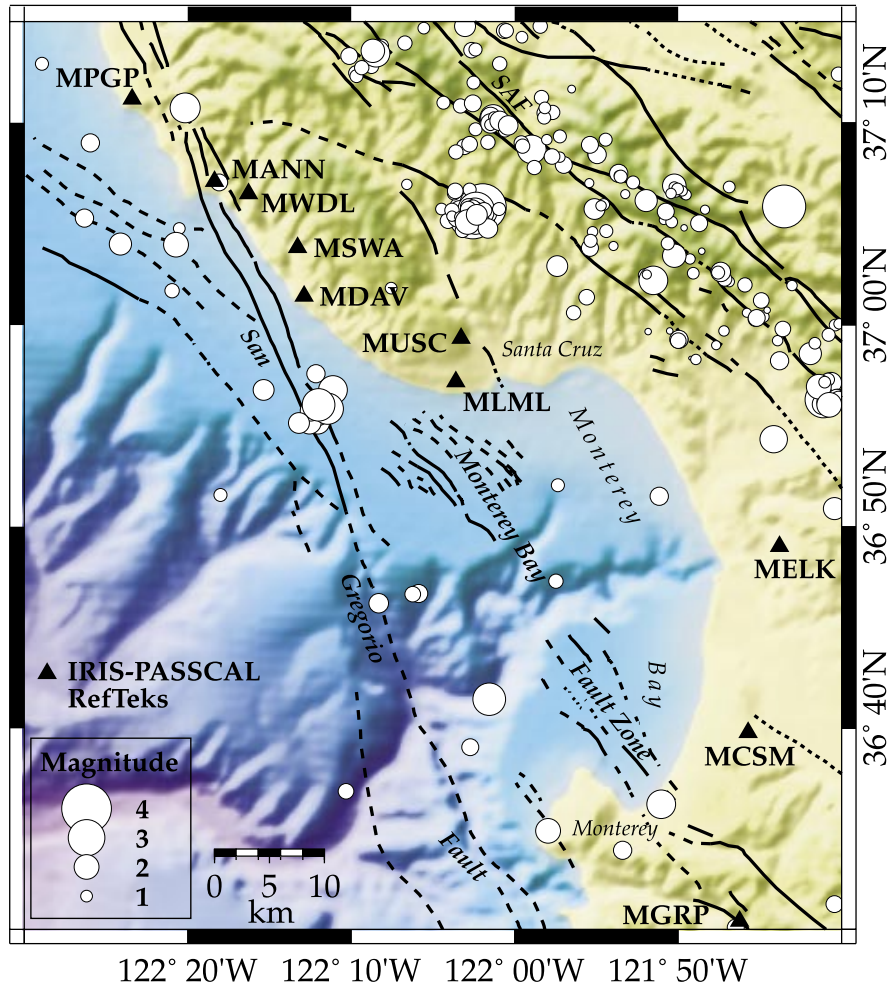 MPGP
SAF
37° 10'N
MANN
MWDL
MSWA
MDAV
37° 00'N
MUSC
Santa Cruz
MLML
San Gregorio Fault
Monterey Bay
Monterey Bay Fault Zone
36° 50'N
MELK
IRIS-PASSCAL
RefTeks
36° 40'N
MCSM
Magnitude
4
3
2
1
0 5 10
km
Monterey
MGRP
122° 20'W 122° 10'W 122° 00'W 121° 50'W